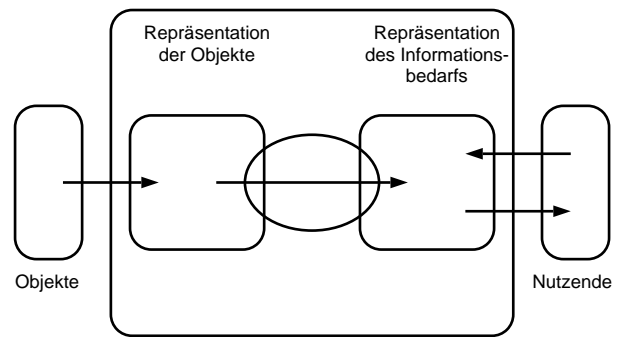 Repräsentation
der Objekte
Repräsentation
des Informations-
bedarfs
Objekte
Nutzende